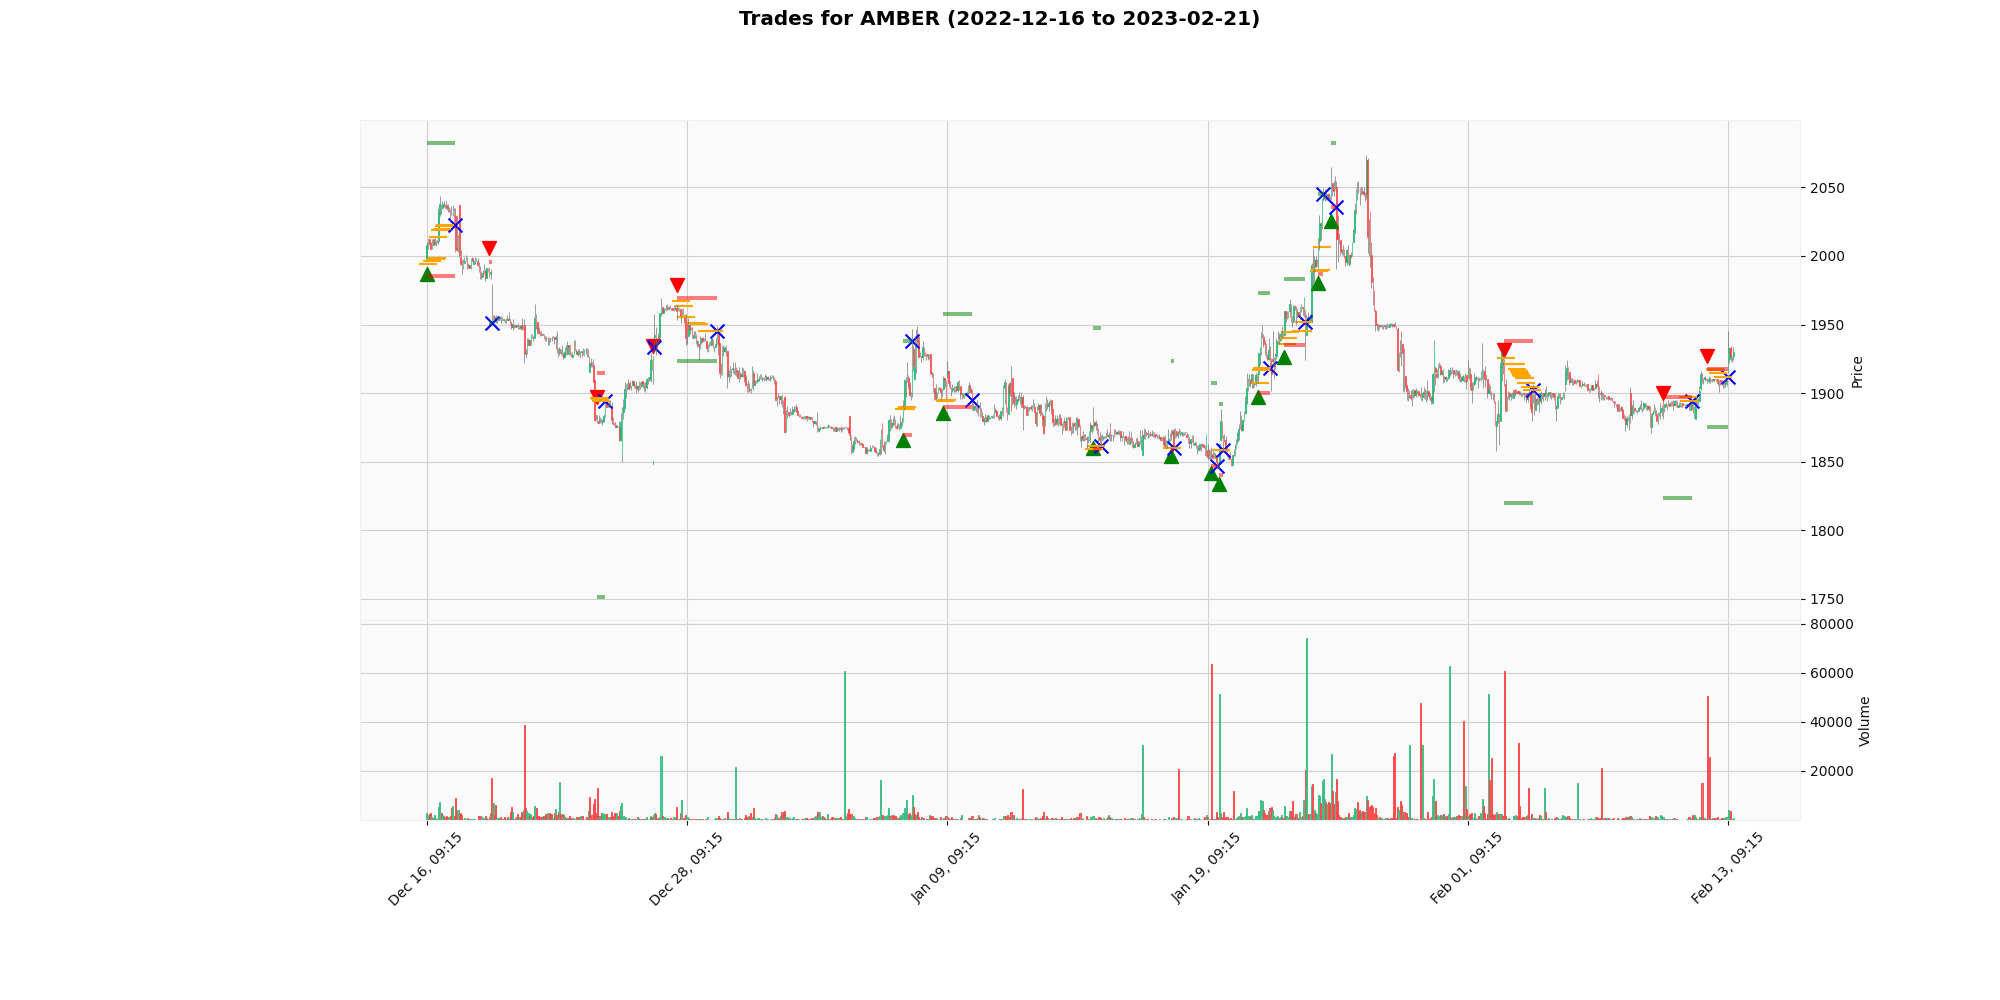 Trades for AMBER (2022-12-16 to 2023-02-21)
2050
2000
1950
1900
1850
1800
1750
Price
80000
60000
40000
20000
Volume
Dec 16, 09:15
Dec 28, 09:15
Jan 09, 09:15
Jan 19, 09:15
Feb 01, 09:15
Feb 13, 09:15